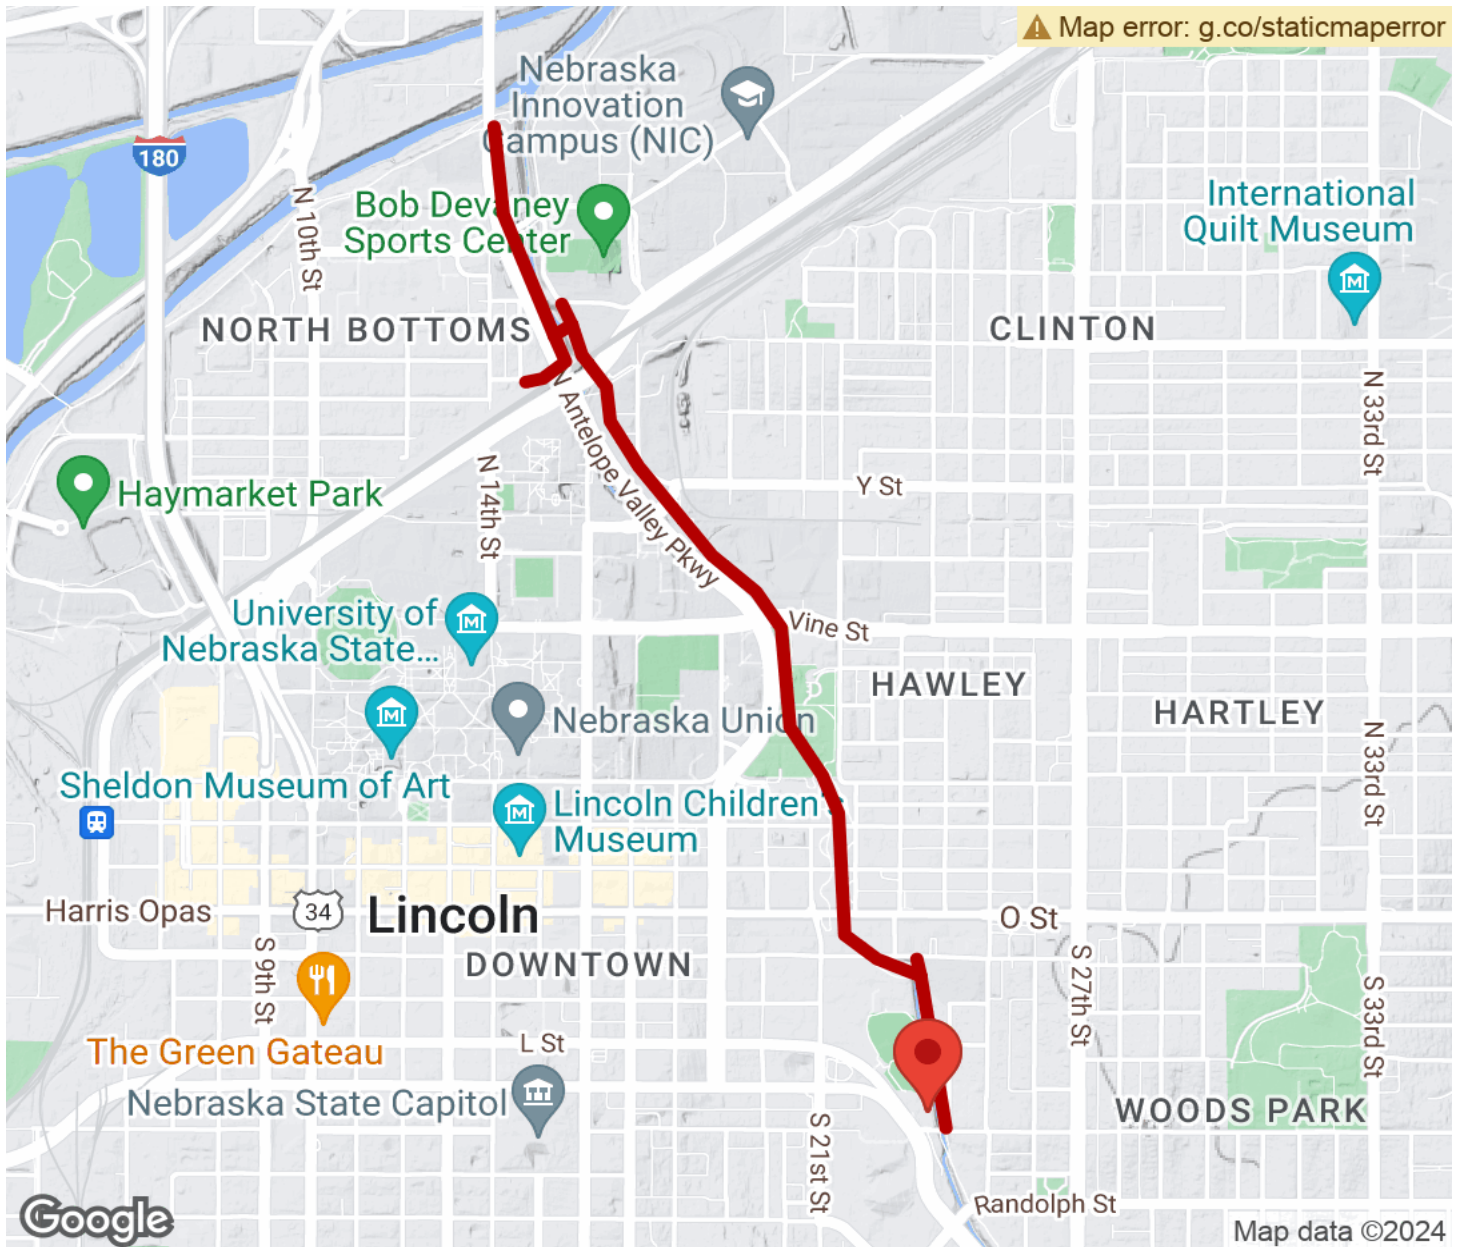 Map error: g.co/staticmaperror
Nebraska
Innovation
Campus (NIC)
180
N 10th St
Bob Devaney
Sports Center
International
Quilt Museum
NORTH BOTTOMS
CLINTON
N 33rd St
N Antelope Valley Pkwy
Haymarket Park
N 14th St
Y St
University of
Nebraska State...
Vine St
HAWLEY
HARTLEY
Nebraska Union
N 33rd St
Sheldon Museum of Art
Lincoln Children's
Museum
Harris Opas
34
Lincoln
O St
DOWNTOWN
S 9th St
S 27th St
S 33rd St
The Green Gateau
L St
Nebraska State Capitol
WOODS PARK
S 21st St
Randolph St
Google
Map data ©2024